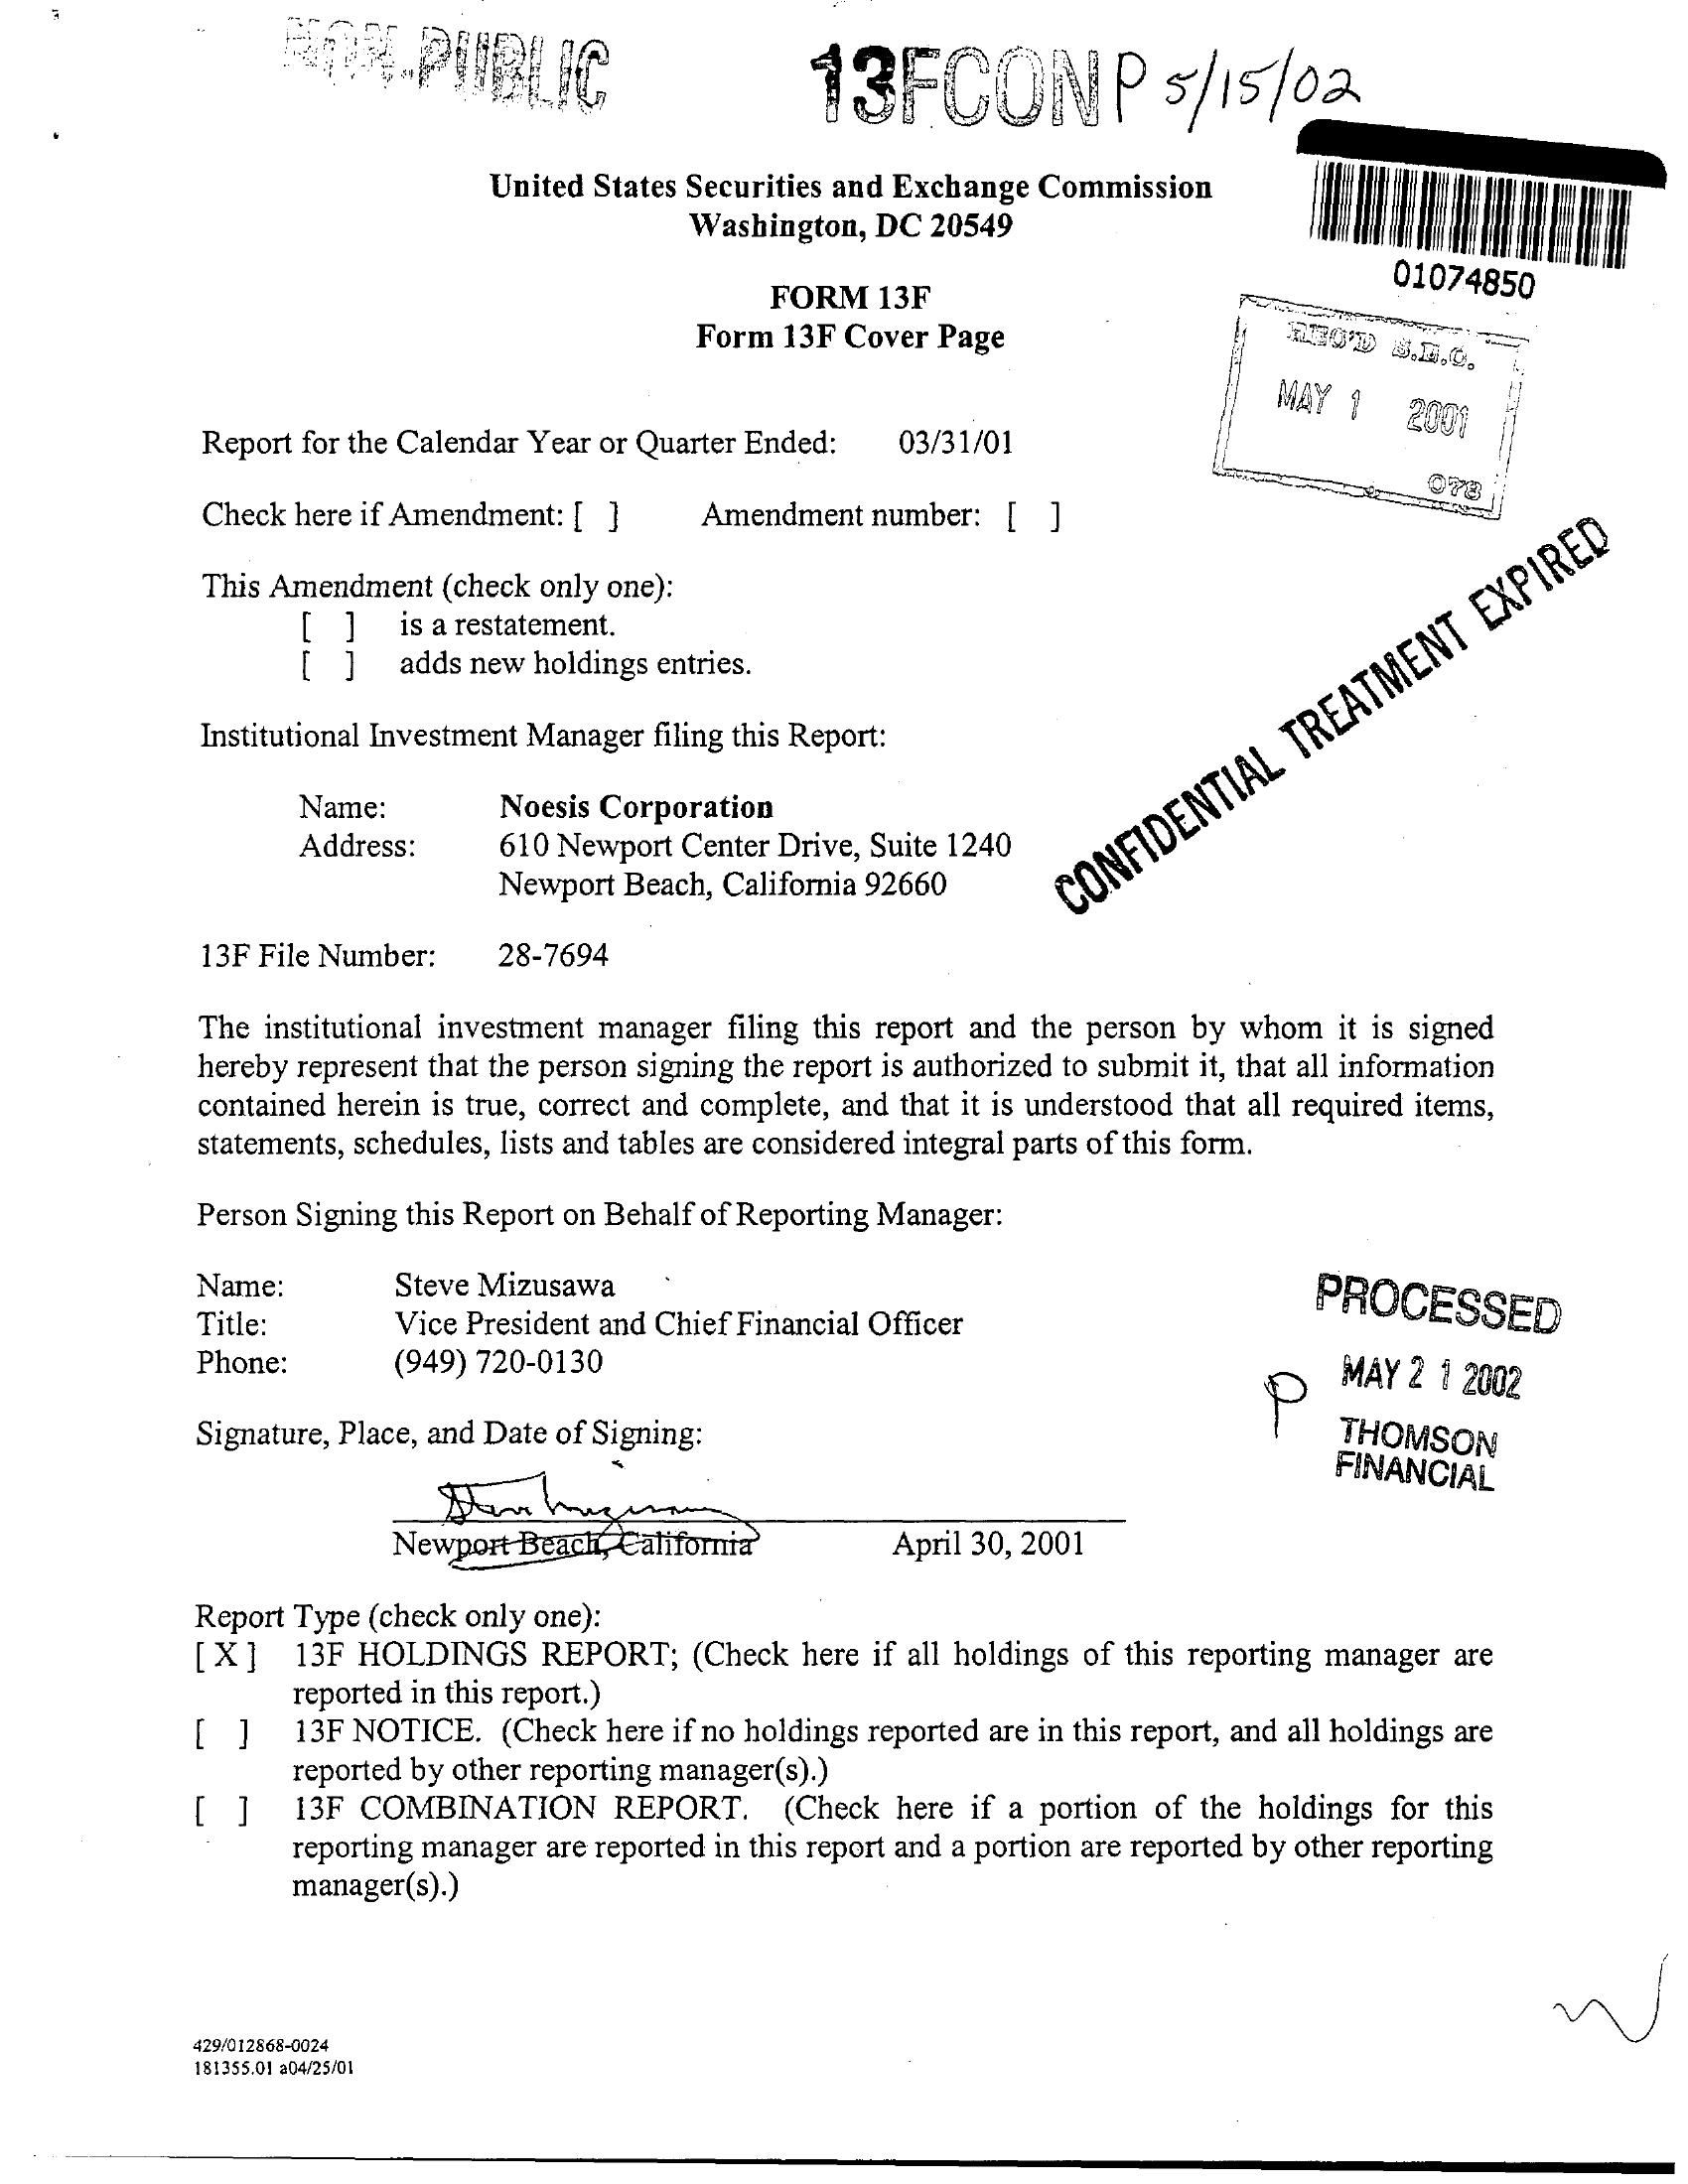 NON-PUBLIC
13FCONP 5/15/02
United States Securities and Exchange Commission
Washington, DC 20549
01074850
FORM 13F
Form 13F Cover Page
REC'D S.E.C.
MAY 1 2001
078
Report for the Calendar Year or Quarter Ended: 03/31/01
Check here if Amendment: [ ] Amendment number: [ ]
This Amendment (check only one):
[ ] is a restatement.
[ ] adds new holdings entries.
CONFIDENTIAL TREATMENT EXPIRED
Institutional Investment Manager filing this Report:
Name: Noesis Corporation
Address: 610 Newport Center Drive, Suite 1240
Newport Beach, California 92660
13F File Number: 28-7694
The institutional investment manager filing this report and the person by whom it is signed
hereby represent that the person signing the report is authorized to submit it, that all information
contained herein is true, correct and complete, and that it is understood that all required items,
statements, schedules, lists and tables are considered integral parts of this form.
Person Signing this Report on Behalf of Reporting Manager:
Name: Steve Mizusawa
Title: Vice President and Chief Financial Officer
Phone: (949) 720-0130
PROCESSED
P MAY 2 1 2002
THOMSON
FINANCIAL
Signature, Place, and Date of Signing:
Newport Beach, California April 30, 2001
Report Type (check only one):
[ X ] 13F HOLDINGS REPORT; (Check here if all holdings of this reporting manager are
reported in this report.)
[ ] 13F NOTICE. (Check here if no holdings reported are in this report, and all holdings are
reported by other reporting manager(s).)
[ ] 13F COMBINATION REPORT. (Check here if a portion of the holdings for this
reporting manager are reported in this report and a portion are reported by other reporting
manager(s).)
429/012868-0024
181355.01 a04/25/01